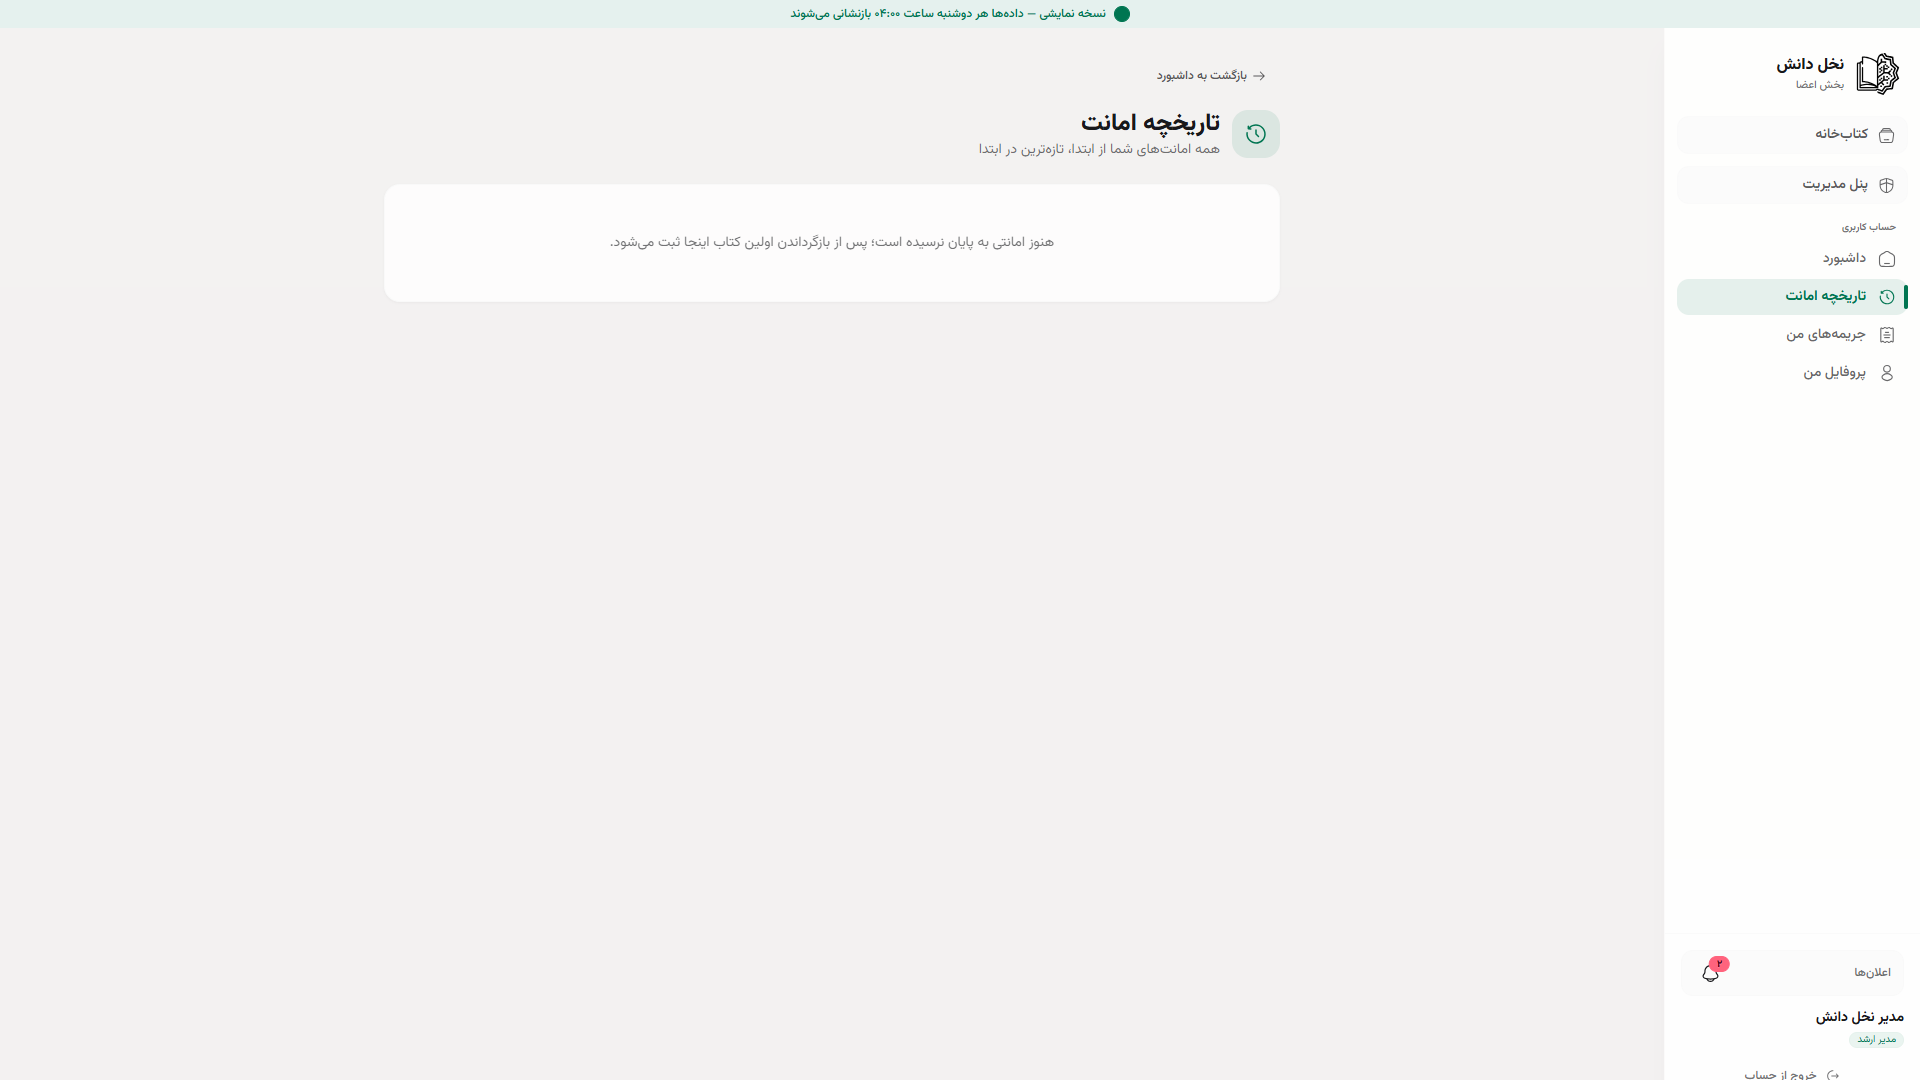 نسخه نمایشی — داده‌ها هر دوشنبه ساعت ۰۴:۰۰ بازنشانی می‌شوند
نخل دانش
بخش اعضا
کتاب‌خانه
پنل مدیریت
حساب کاربری
داشبورد
تاریخچه امانت
جریمه‌های من
پروفایل من
بازگشت به داشبورد
تاریخچه امانت
همه امانت‌های شما از ابتدا، تازه‌ترین در ابتدا
هنوز امانتی به پایان نرسیده است؛ پس از بازگرداندن اولین کتاب اینجا ثبت می‌شود.
اعلان‌ها
۲
مدیر نخل دانش
مدیر ارشد
خروج از حساب